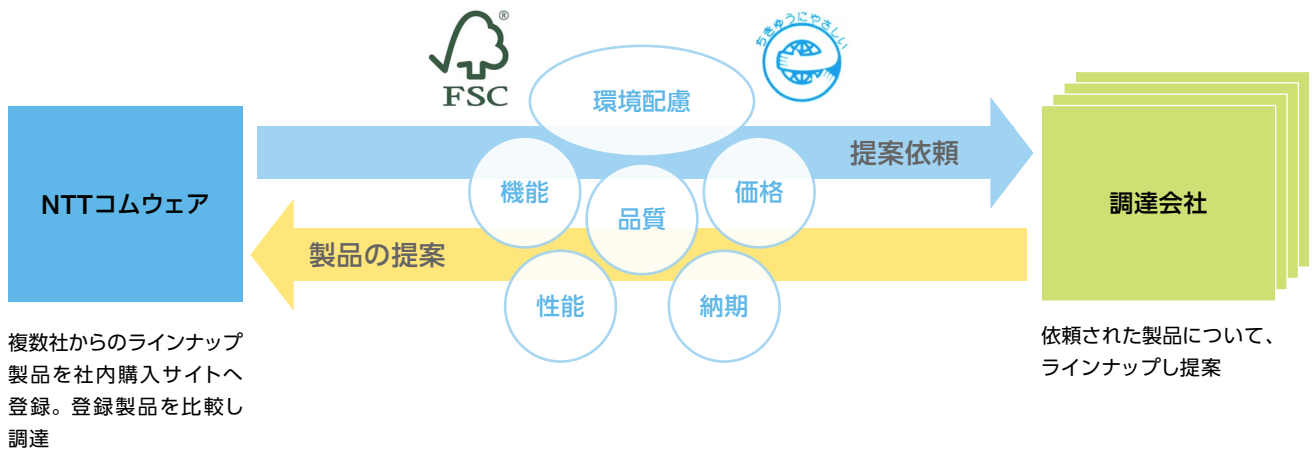 ちきゅうにやさしい
FSC®
環境配慮
提案依頼
機能
価格
品質
NTTコムウェア
調達会社
製品の提案
性能
納期
複数社からのラインナップ
製品を社内購入サイトへ
登録。登録製品を比較し
調達
依頼された製品について、
ラインナップし提案